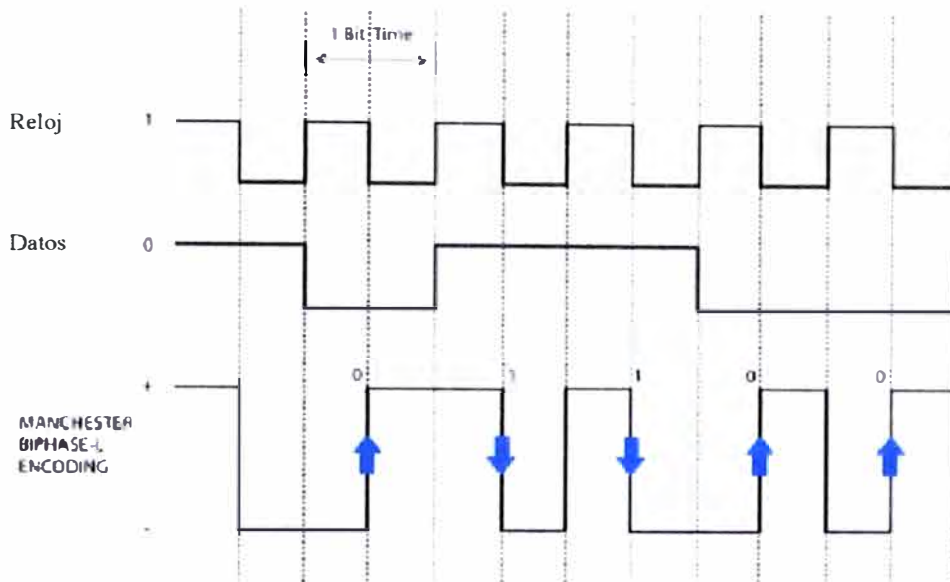 1 Bit Time
Reloj 1
Datos 0
0 1 1 0 0
+
MANCHESTER
BIPHASE-L
ENCODING
-